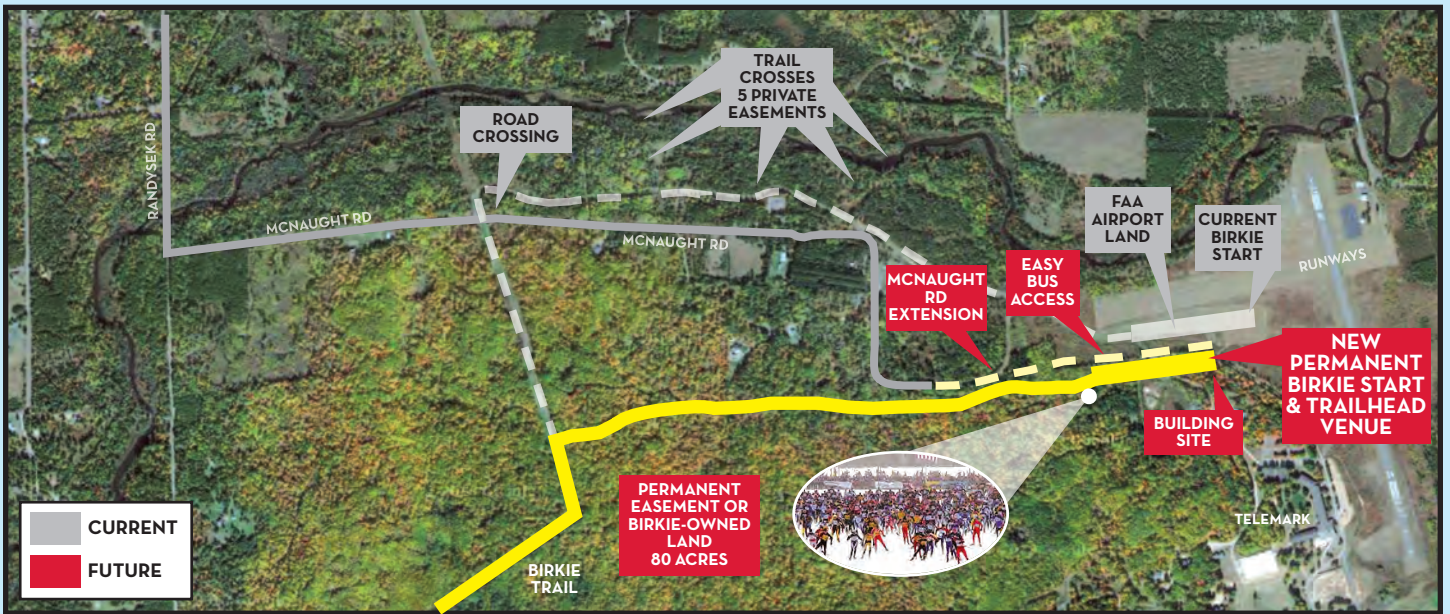 TRAIL
CROSSES
5 PRIVATE
EASEMENTS
ROAD
CROSSING
RANDYSEK RD
MCNAUGHT RD
MCNAUGHT RD
FAA
AIRPORT
LAND
CURRENT
BIRKIE
START
RUNWAYS
MCNAUGHT
RD
EXTENSION
EASY
BUS
ACCESS
NEW
PERMANENT
BIRKIE START
& TRAILHEAD
VENUE
BUILDING
SITE
PERMANENT
EASEMENT OR
BIRKIE-OWNED
LAND
80 ACRES
TELEMARK
BIRKIE
TRAIL
CURRENT
FUTURE